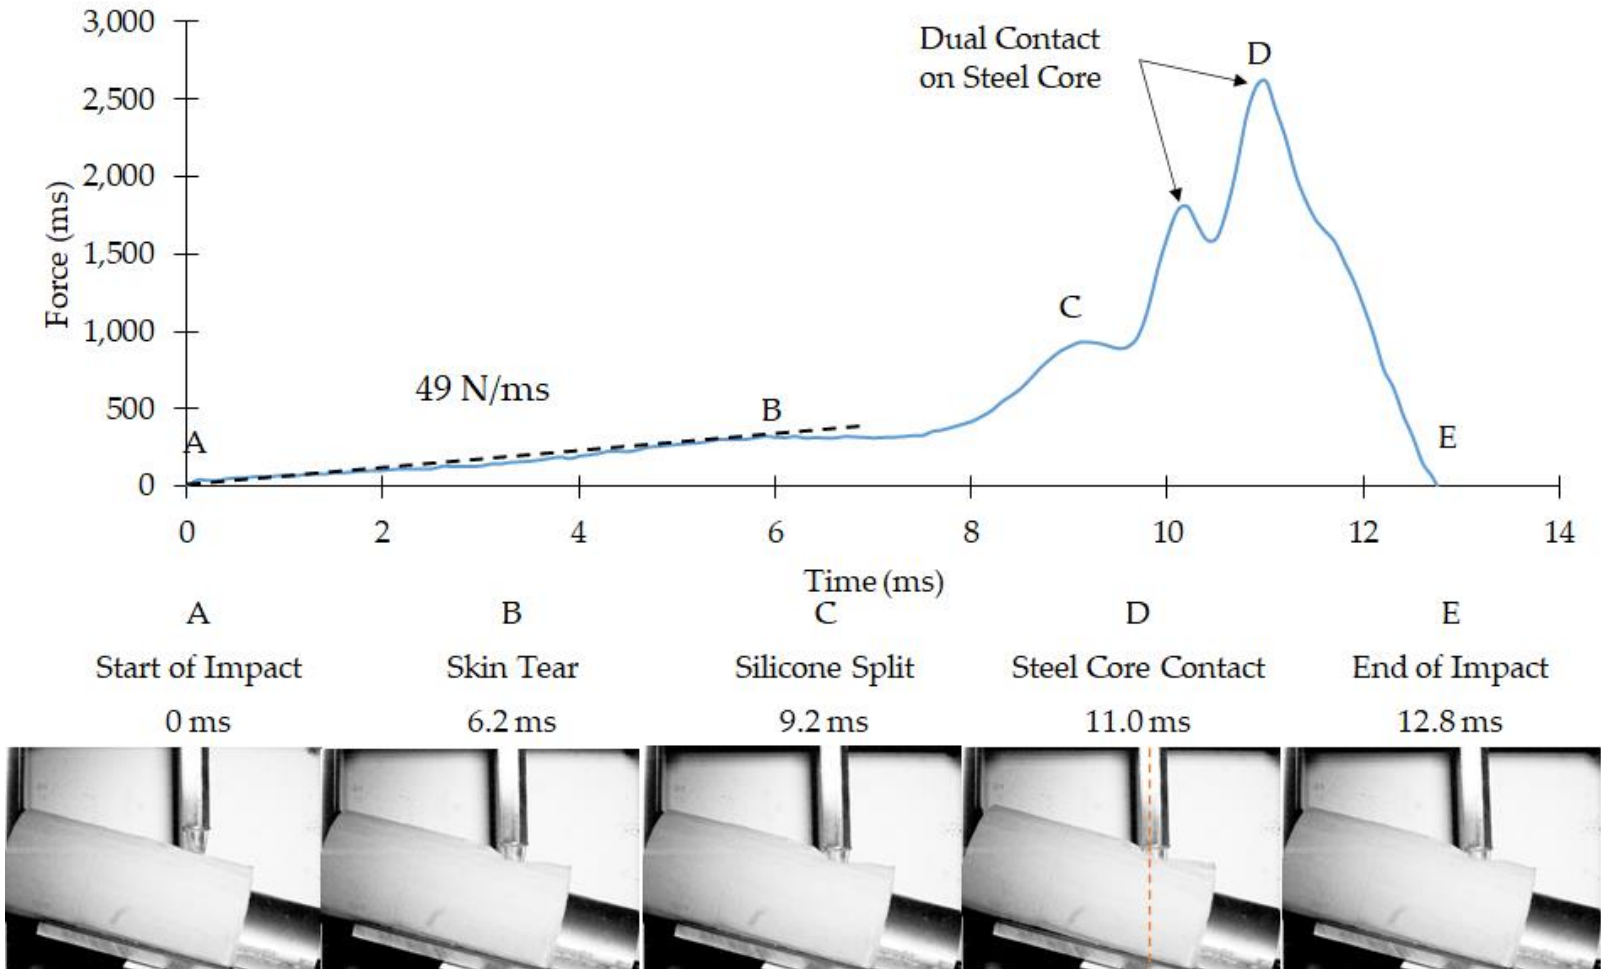 3,000
2,500
2,000
1,500
1,000
500
0
Force (ms)
Dual Contact
on Steel Core
D
C
49 N/ms
B
A
E
0 2 4 6 8 10 12 14
Time (ms)
A B C D E
Start of Impact Skin Tear Silicone Split Steel Core Contact End of Impact
0 ms 6.2 ms 9.2 ms 11.0 ms 12.8 ms